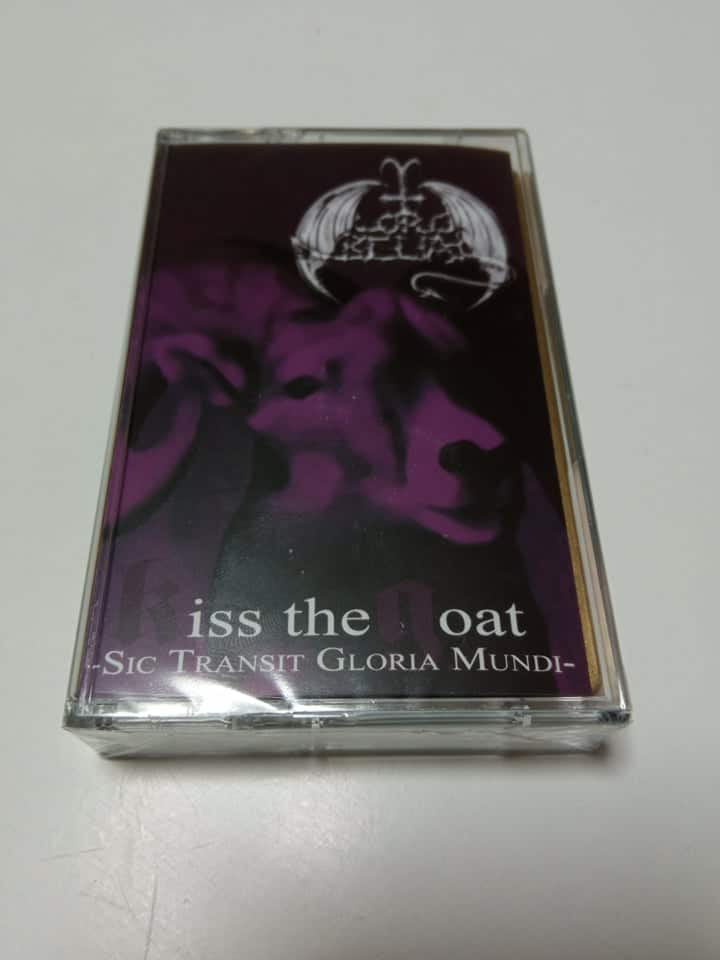 LORD
BELIAL
kiss the goat
-SIC TRANSIT GLORIA MUNDI-